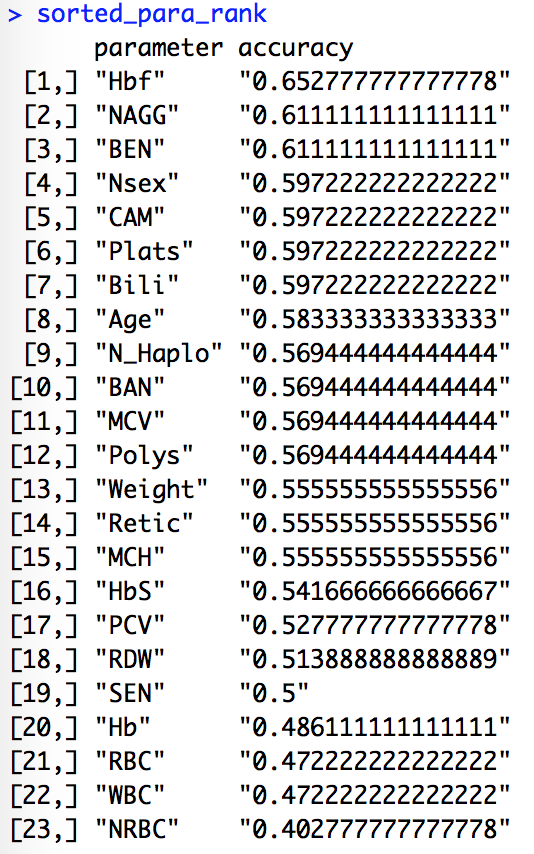 > sorted_para_rank
parameter accuracy
[1,] "Hbf" "0.652777777777778"
[2,] "NAGG" "0.611111111111111"
[3,] "BEN" "0.611111111111111"
[4,] "Nsex" "0.597222222222222"
[5,] "CAM" "0.597222222222222"
[6,] "Plats" "0.597222222222222"
[7,] "Bili" "0.597222222222222"
[8,] "Age" "0.583333333333333"
[9,] "N_Haplo" "0.569444444444444"
[10,] "BAN" "0.569444444444444"
[11,] "MCV" "0.569444444444444"
[12,] "Polys" "0.569444444444444"
[13,] "Weight" "0.555555555555556"
[14,] "Retic" "0.555555555555556"
[15,] "MCH" "0.555555555555556"
[16,] "HbS" "0.541666666666667"
[17,] "PCV" "0.527777777777778"
[18,] "RDW" "0.513888888888889"
[19,] "SEN" "0.5"
[20,] "Hb" "0.486111111111111"
[21,] "RBC" "0.472222222222222"
[22,] "WBC" "0.472222222222222"
[23,] "NRBC" "0.402777777777778"